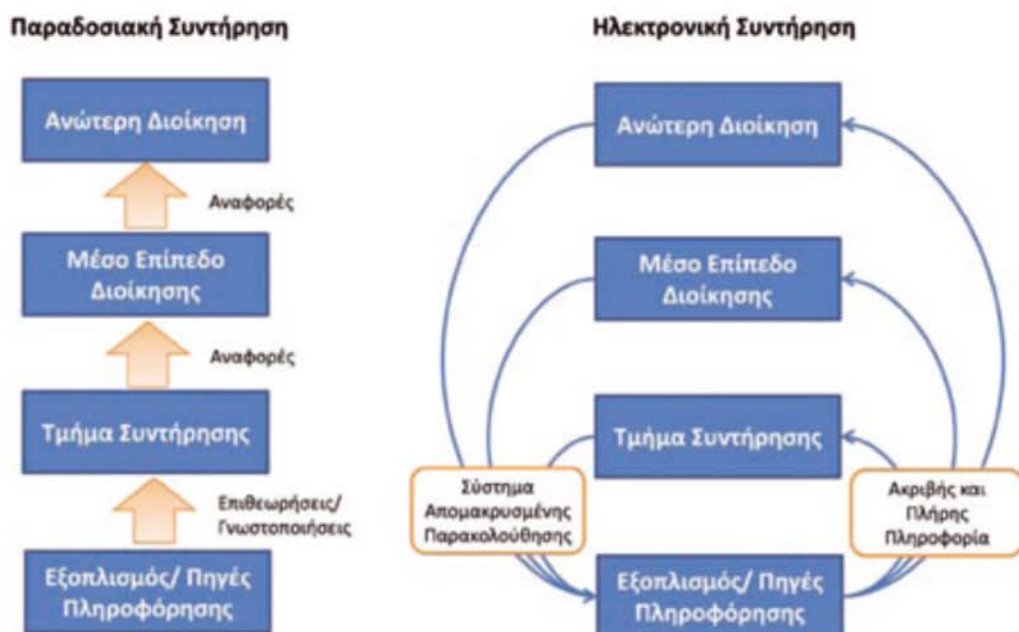 Παραδοσιακή Συντήρηση
Ανώτερη Διοίκηση
Αναφορές
Μέσο Επίπεδο
Διοίκησης
Αναφορές
Τμήμα Συντήρησης
Επιθεωρήσεις/
Γνωστοποιήσεις
Εξοπλισμός/ Πηγές
Πληροφόρησης
Ηλεκτρονική Συντήρηση
Ανώτερη Διοίκηση
Μέσο Επίπεδο
Διοίκησης
Τμήμα Συντήρησης
Σύστημα
Απομακρυσμένης
Παρακολούθησης
Ακριβής και
Πλήρης
Πληροφορία
Εξοπλισμός/ Πηγές
Πληροφόρησης